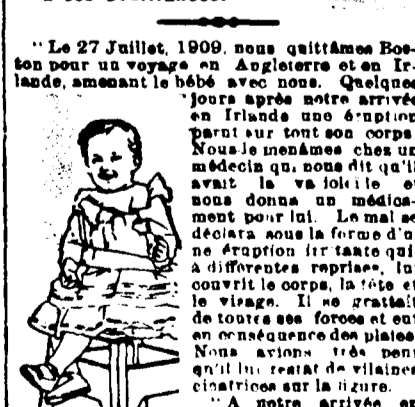 " Le 27 Juillet, 1909, nous quittâmes Bos-
ton pour un voyage en Angleterre et en Ir-
lande, amenant le bébé avec nous. Quelques
jours après notre arrivée
en Irlande une éruption
parut sur tout son corps
Nous le menâmes chez un
médecin qui nous dit qu'il
avait la
nous donna un médica-
ment pour lui. Le mal se
déclara sous la forme d'u
ne éruption irritante qui
à différentes reprises, lui
couvrit le corps, la tête et
le visage. Il se grattait
de toutes ses forces et eut
en conséquence des plaies
Nous avions très peur
qu'il lui restat de vilaines
cicatrices sur la figure.
" A notre arrivée en